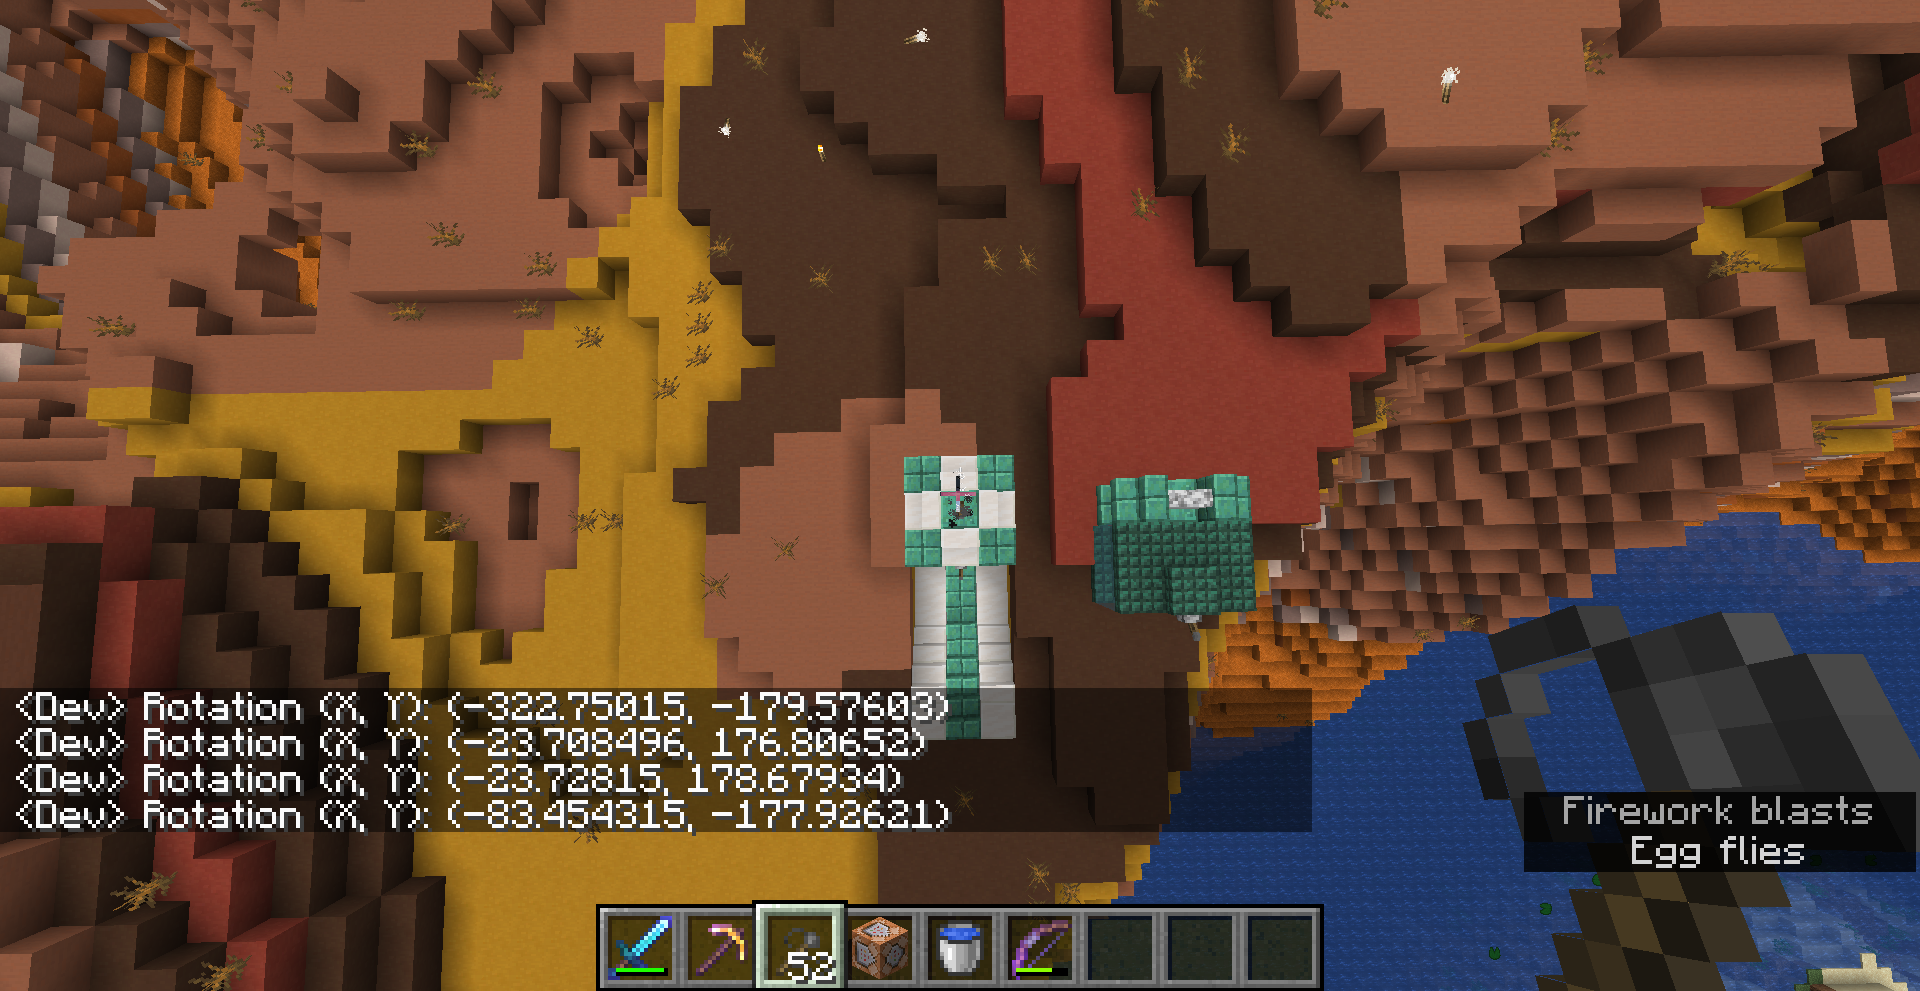 <Dev> Rotation (X, Y): (-322.75015, -179.57603)
<Dev> Rotation (X, Y): (-23.708496, 176.80652)
<Dev> Rotation (X, Y): (-23.72815, 178.67934)
<Dev> Rotation (X, Y): (-83.454315, -177.92621)
Firework blasts
Egg flies
52